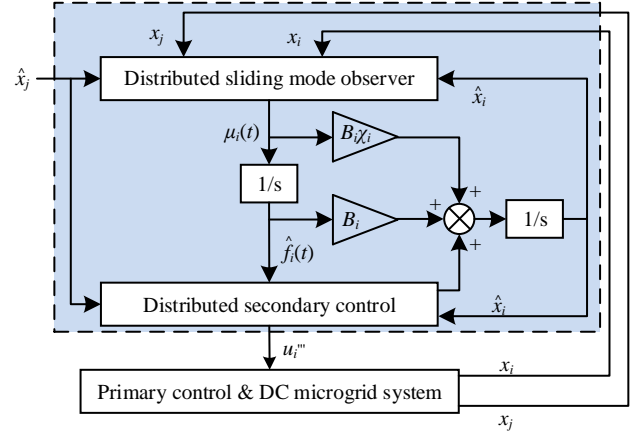 x_j
x_i
x̂_j
Distributed sliding mode observer
x̂_i
μ_i(t)
B_iχ_i
+
1/s
+
B_i
1/s
+
f̂_i(t)
x̂_i
Distributed secondary control
u_i'''
x_i
Primary control & DC microgrid system
x_j